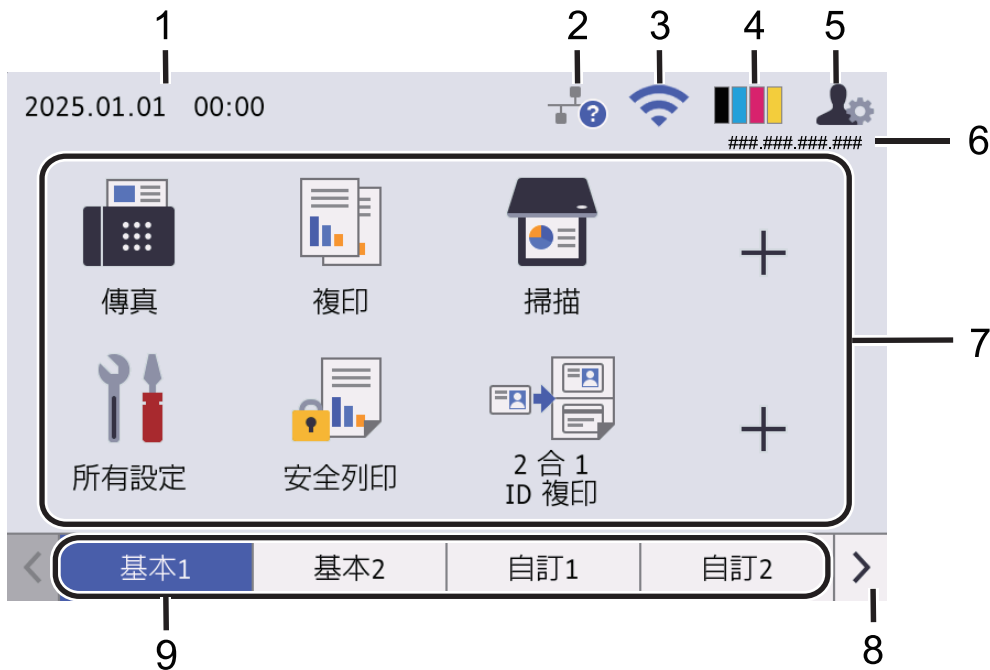 1 2 3 4 5
2025.01.01 00:00
?
###.###.###.### 6
傳真 複印 掃描
7
所有設定 安全列印 2 合 1
ID 複印
基本1 基本2 自訂1 自訂2
9 8